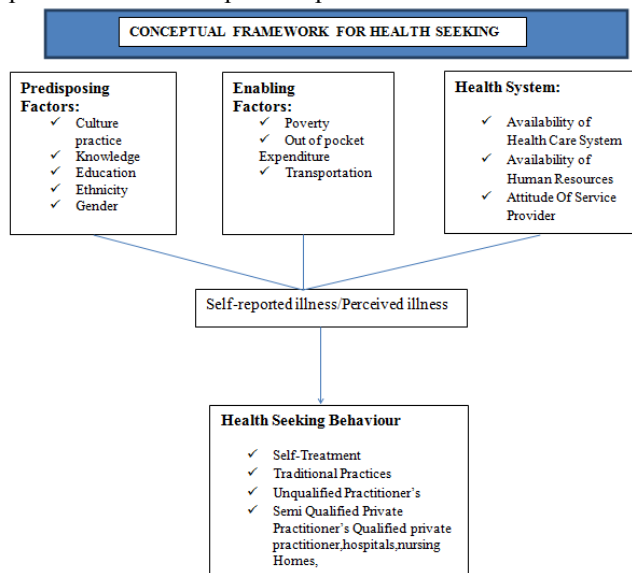 CONCEPTUAL FRAMEWORK FOR HEALTH SEEKING
Predisposing
Factors:
✓ Culture
practice
✓ Knowledge
✓ Education
✓ Ethnicity
✓ Gender
Enabling
Factors:
✓ Poverty
✓ Out of pocket
Expenditure
✓ Transportation
Health System:
✓ Availability of
Health Care System
✓ Availability of
Human Resources
✓ Attitude Of Service
Provider
Self-reported illness/Perceived illness
Health Seeking Behaviour
✓ Self-Treatment
✓ Traditional Practices
✓ Unqualified Practitioner's
✓ Semi Qualified Private
Practitioner's Qualified private
practitioner,hospitals,nursing
Homes,